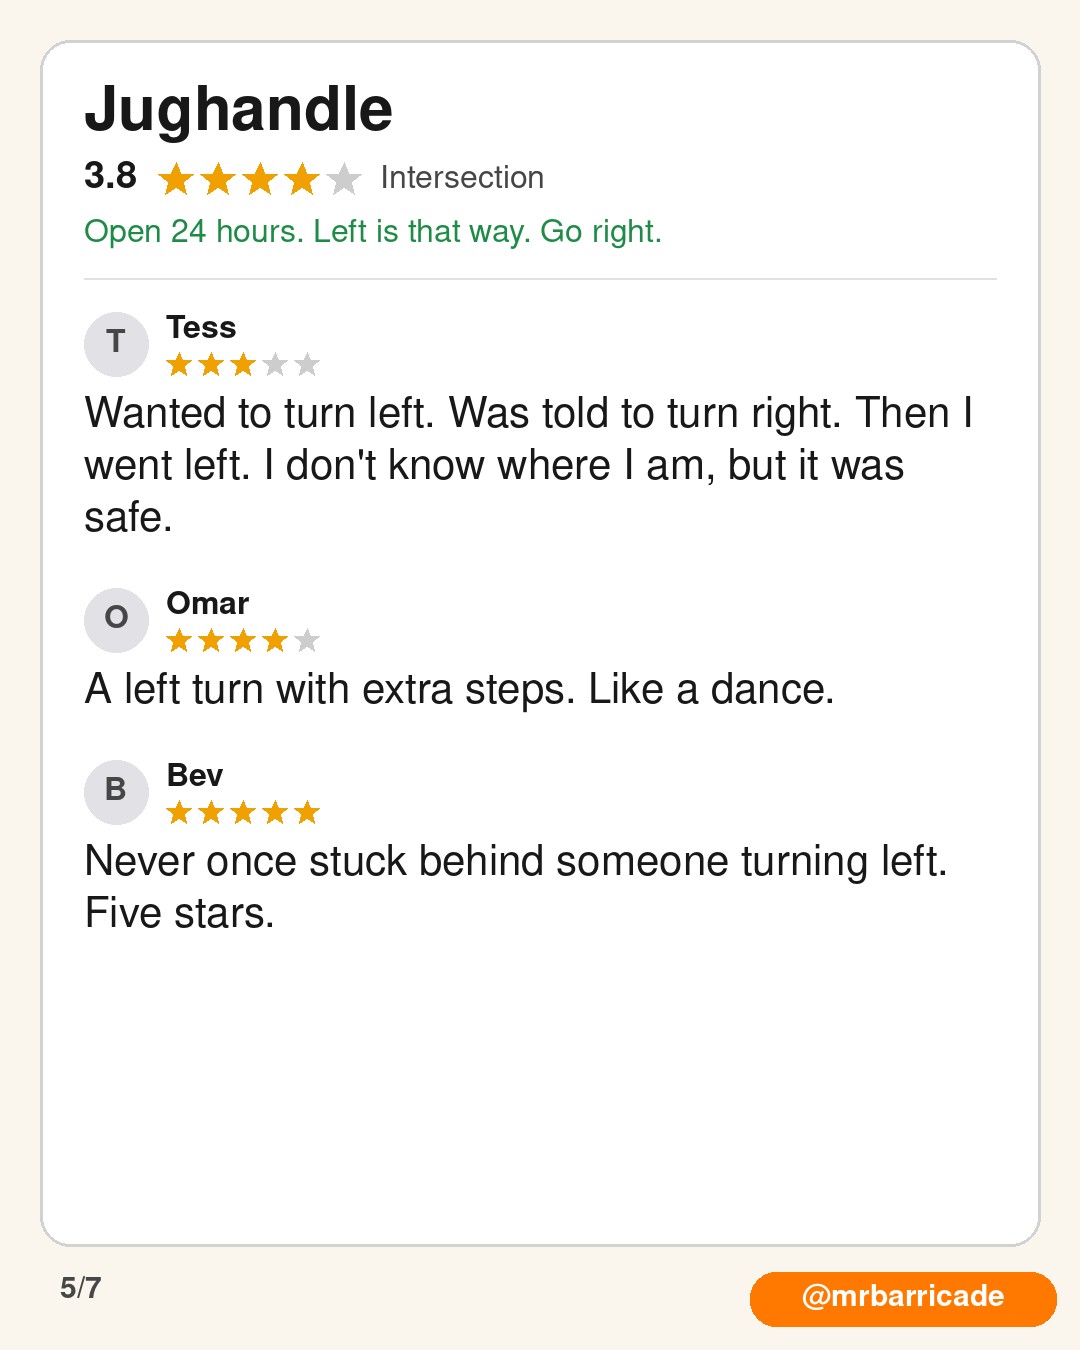 Jughandle
3.8 Intersection
Open 24 hours. Left is that way. Go right.
T
Tess
Wanted to turn left. Was told to turn right. Then I
went left. I don't know where I am, but it was
safe.
O
Omar
A left turn with extra steps. Like a dance.
B
Bev
Never once stuck behind someone turning left.
Five stars.
5/7
@mrbarricade